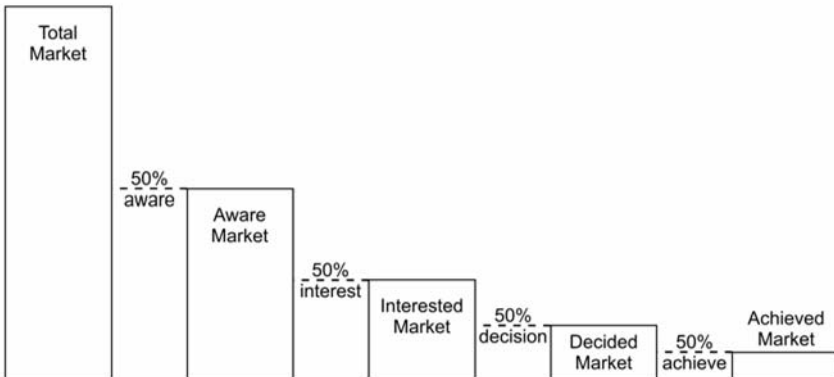 Total
Market
50%
aware
Aware
Market
50%
interest
Interested
Market
50%
decision
Decided
Market
50%
achieve
Achieved
Market